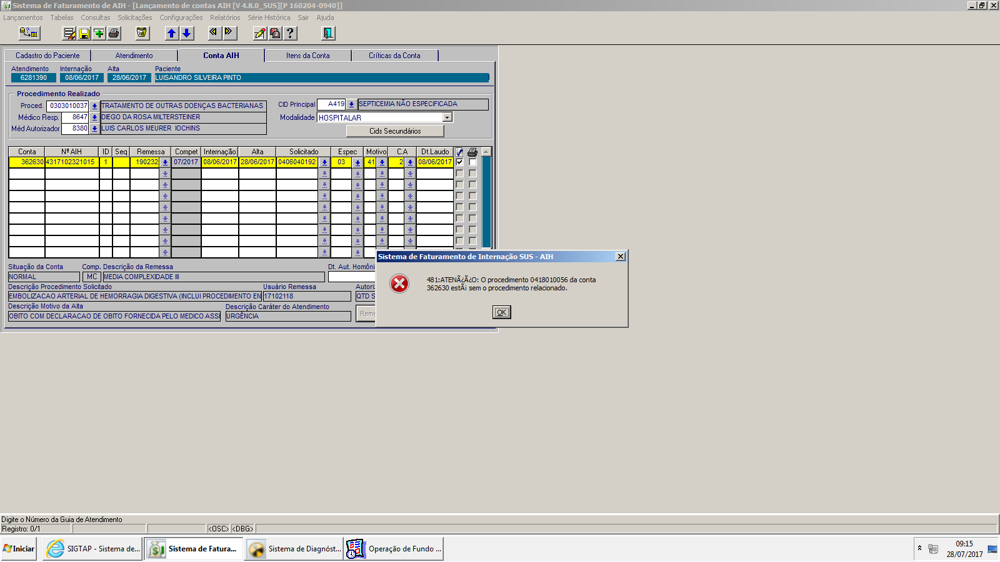 Sistema de Faturamento de AIH - [Lançamento de contas AIH [V 4.8.0_SUS][P 160204-0940]]
Lançamentos Tabelas Consultas Solicitações Configurações Relatórios Série Histórica Sair Ajuda
Cadastro do Paciente Atendimento Conta AIH Itens da Conta Críticas da Conta
Atendimento Internação Alta Paciente
6281390 08/06/2017 28/06/2017 LUISANDRO SILVEIRA PINTO
Procedimento Realizado
Proced. 0303010037 TRATAMENTO DE OUTRAS DOENÇAS BACTERIANAS CID Principal A419 SEPTICEMIA NÃO ESPECIFICADA
Médico Resp. 8647 DIEGO DA ROSA MILTERSTEINER Modalidade HOSPITALAR
Méd Autorizador 8380 LUIS CARLOS MEURER IOCHINS Cids Secundários
Conta Nº AIH ID Seq Remessa Compet Internação Alta Solicitado Espec Motivo C.A Dt.Laudo
362630 4317102321015 1 190232 07/2017 08/06/2017 28/06/2017 0406040192 03 41 2 08/06/2017
Sistema de Faturamento de Internação SUS - AIH
481:ATENÃ¿Ã¿O: O procedimento 0418010056 da conta
362630 estÃ¡ sem o procedimento relacionado.
OK
Situação da Conta Comp. Descrição da Remessa Dt. Aut. Homôni
NORMAL MC MEDIA COMPLEXIDADE III
Descrição Procedimento Solicitado Usuário Remessa Autori
EMBOLIZACAO ARTERIAL DE HEMORRAGIA DIGESTIVA (INCLUI PROCEDIMENTO EN 17102118 QTD S
Descrição Motivo da Alta Descrição Caráter do Atendimento
OBITO COM DECLARACAO DE OBITO FORNECIDA PELO MEDICO ASSI URGÊNCIA Reme
Digite o Número da Guia de Atendimento
Registro: 0/1 <OSC> <DBG>
Iniciar SIGTAP - Sistema de... Sistema de Fatura... Sistema de Diagnóst... Operação de Fundo ... 09:15
28/07/2017